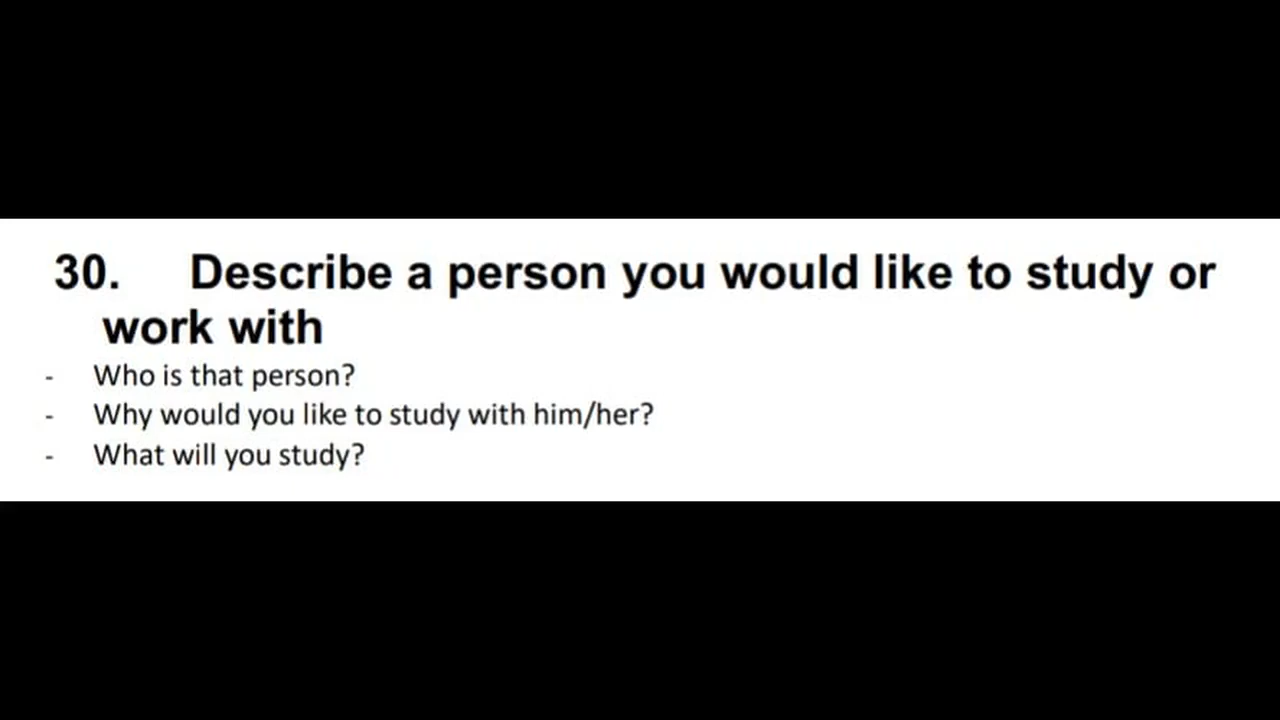 30. Describe a person you would like to study or
work with
- Who is that person?
- Why would you like to study with him/her?
- What will you study?